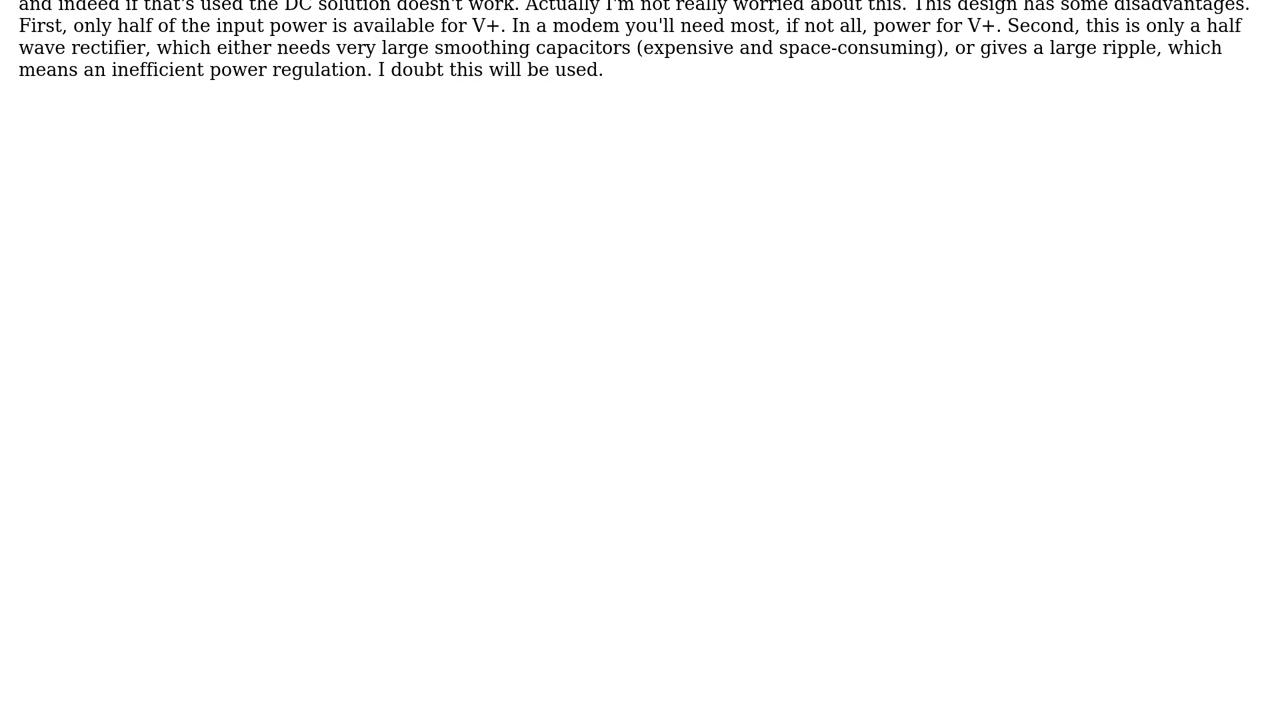 and indeed if that's used the DC solution doesn't work. Actually I'm not really worried about this. This design has some disadvantages.
First, only half of the input power is available for V+. In a modem you'll need most, if not all, power for V+. Second, this is only a half
wave rectifier, which either needs very large smoothing capacitors (expensive and space-consuming), or gives a large ripple, which
means an inefficient power regulation. I doubt this will be used.